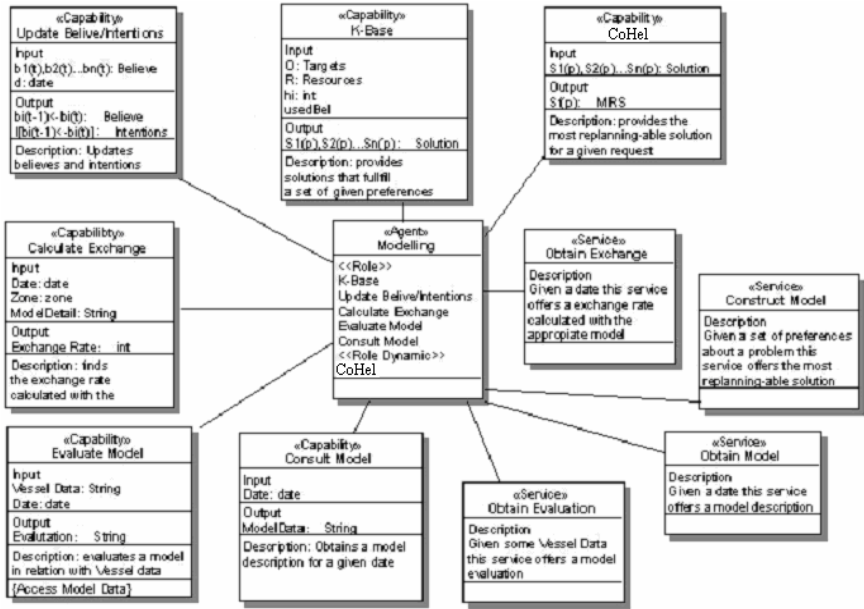 «Capability»
Update Belive/Intentions
Input
b1(t),b2(t)...bn(t): Believe
d: date
Output
bi(t-1)<-bi(t): Believe
I[bi(t-1)<-bi(t)]: Intentions
Description: Updates
believes and intentions
«Capability»
K-Base
Input
O: Targets
R: Resources
hi: int
usedBel
Output
S1(p),S2(p)...Sn(p): Solution
Description: provides
solutions that fullfill
a set of given preferences
«Capability»
CoHel
Input
S1(p),S2(p)...Sn(p): Solution
Output
Sf(p): MRS
Description: provides the
most replanning-able solution
for a given request
«Capability»
Calculate Exchange
Input
Date: date
Zone: zone
ModelDetail: String
Output
Exchange Rate: int
Description: finds
the exchange rate
calculated with the
«Agent»
Modelling
<<Role>>
K-Base
Update Belive/Intentions
Calculate Exchange
Evaluate Model
Consult Model
<<Role Dynamic>>
CoHel
«Service»
Obtain Exchange
Description
Given a date this service
offers a exchange rate
calculated with the
appropiate model
«Service»
Construct Model
Description
Given a set of preferences
about a problem this
service offers the most
replanning-able solution
«Capability»
Evaluate Model
Input
Vessel Data: String
Date: date
Output
Evalutation: String
Description: evaluates a model
in relation with Vessel data
{Access Model Data}
«Capability»
Consult Model
Input
Date: date
Output
ModelData: String
Description: Obtains a model
description for a given date
«Service»
Obtain Evaluation
Description
Given some Vessel Data
this service offers a model
evaluation
«Service»
Obtain Model
Description
Given a date this service
offers a model description